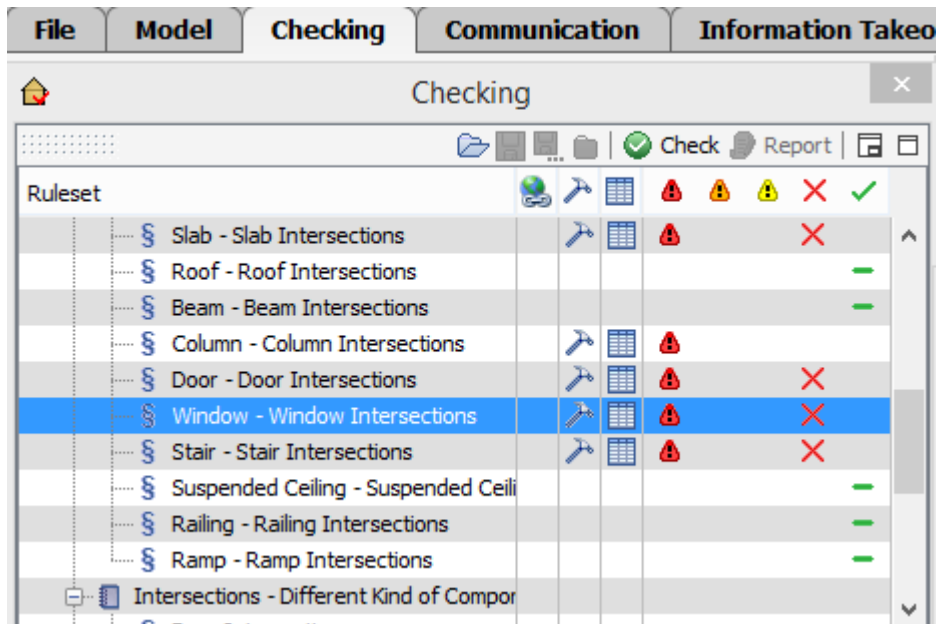 File Model Checking Communication Information Takeo
Checking
Check Report
Ruleset
§ Slab - Slab Intersections
§ Roof - Roof Intersections
§ Beam - Beam Intersections
§ Column - Column Intersections
§ Door - Door Intersections
§ Window - Window Intersections
§ Stair - Stair Intersections
§ Suspended Ceiling - Suspended Ceili
§ Railing - Railing Intersections
§ Ramp - Ramp Intersections
Intersections - Different Kind of Compor